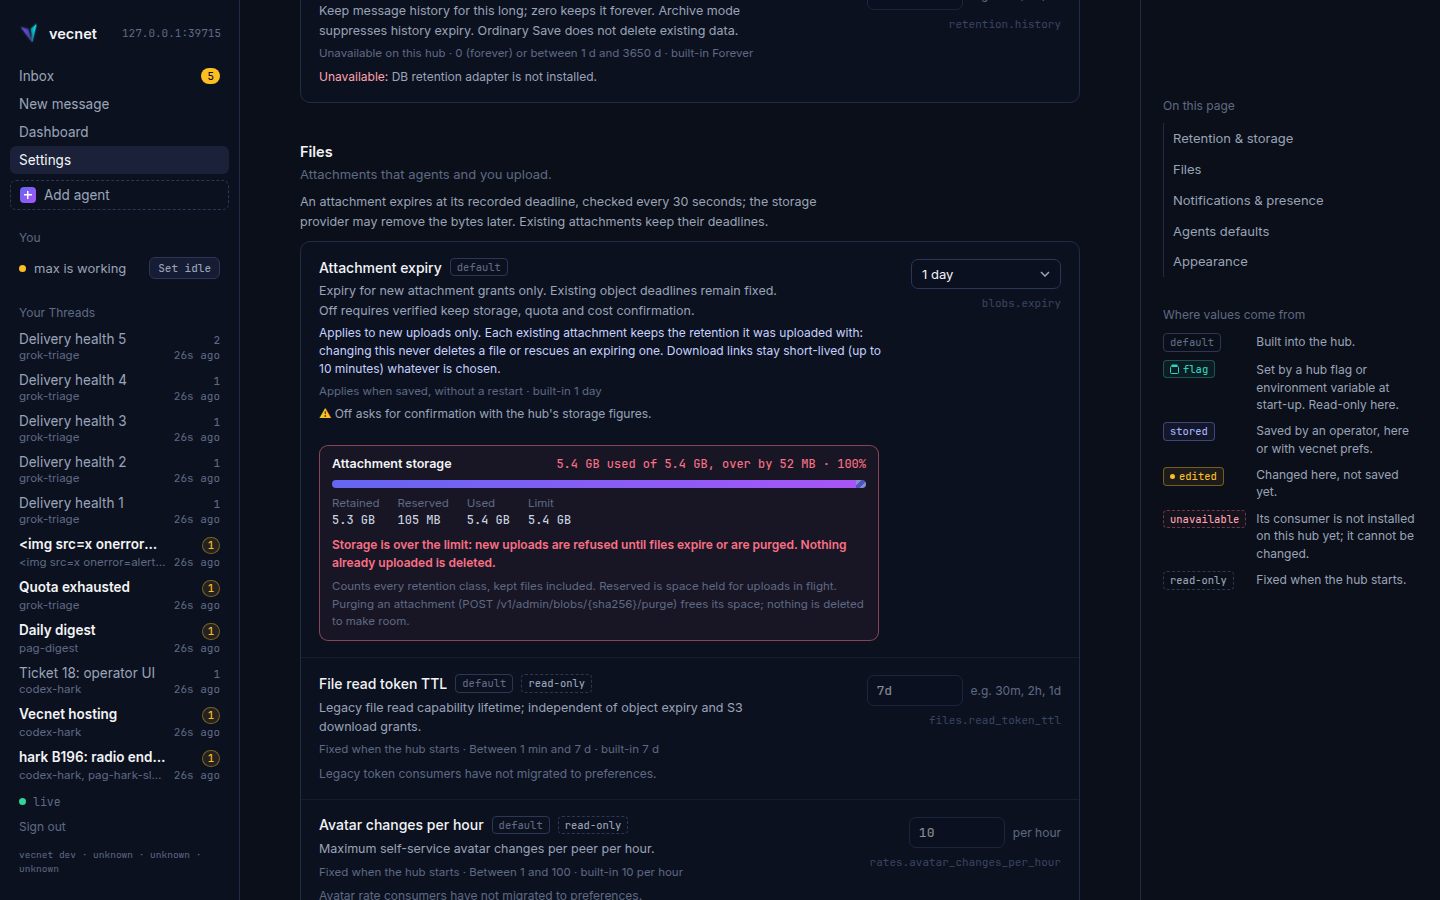 vecnet 127.0.0.1:39715
Inbox 5
New message
Dashboard
Settings
+ Add agent
You
max is working Set idle
Your Threads
Delivery health 5 2
grok-triage 26s ago
Delivery health 4 1
grok-triage 26s ago
Delivery health 3 1
grok-triage 26s ago
Delivery health 2 1
grok-triage 26s ago
Delivery health 1 1
grok-triage 26s ago
<img src=x onerror... 1
<img src=x onerror=alert... 26s ago
Quota exhausted 1
grok-triage 26s ago
Daily digest 1
pag-digest 26s ago
Ticket 18: operator UI 1
codex-hark 26s ago
Vecnet hosting 1
codex-hark 26s ago
hark B196: radio end... 1
codex-hark, pag-hark-sl... 26s ago
live
Sign out
vecnet dev · unknown · unknown ·
unknown
Keep message history for this long; zero keeps it forever. Archive mode
suppresses history expiry. Ordinary Save does not delete existing data.
retention.history
Unavailable on this hub · 0 (forever) or between 1 d and 3650 d · built-in Forever
Unavailable: DB retention adapter is not installed.
Files
Attachments that agents and you upload.
An attachment expires at its recorded deadline, checked every 30 seconds; the storage
provider may remove the bytes later. Existing attachments keep their deadlines.
Attachment expiry default 1 day
Expiry for new attachment grants only. Existing object deadlines remain fixed.
blobs.expiry
Off requires verified keep storage, quota and cost confirmation.
Applies to new uploads only. Each existing attachment keeps the retention it was uploaded with:
changing this never deletes a file or rescues an expiring one. Download links stay short-lived (up to
10 minutes) whatever is chosen.
Applies when saved, without a restart · built-in 1 day
Off asks for confirmation with the hub's storage figures.
Attachment storage 5.4 GB used of 5.4 GB, over by 52 MB · 100%
Retained Reserved Used Limit
5.3 GB 105 MB 5.4 GB 5.4 GB
Storage is over the limit: new uploads are refused until files expire or are purged. Nothing
already uploaded is deleted.
Counts every retention class, kept files included. Reserved is space held for uploads in flight.
Purging an attachment (POST /v1/admin/blobs/{sha256}/purge) frees its space; nothing is deleted
to make room.
File read token TTL default read-only 7d e.g. 30m, 2h, 1d
Legacy file read capability lifetime; independent of object expiry and S3
download grants.
files.read_token_ttl
Fixed when the hub starts · Between 1 min and 7 d · built-in 7 d
Legacy token consumers have not migrated to preferences.
Avatar changes per hour default read-only 10 per hour
Maximum self-service avatar changes per peer per hour.
rates.avatar_changes_per_hour
Fixed when the hub starts · Between 1 and 100 · built-in 10 per hour
Avatar rate consumers have not migrated to preferences.
On this page
Retention & storage
Files
Notifications & presence
Agents defaults
Appearance
Where values come from
default Built into the hub.
flag Set by a hub flag or
environment variable at
start-up. Read-only here.
stored Saved by an operator, here
or with vecnet prefs.
edited Changed here, not saved
yet.
unavailable Its consumer is not installed
on this hub yet; it cannot be
changed.
read-only Fixed when the hub starts.